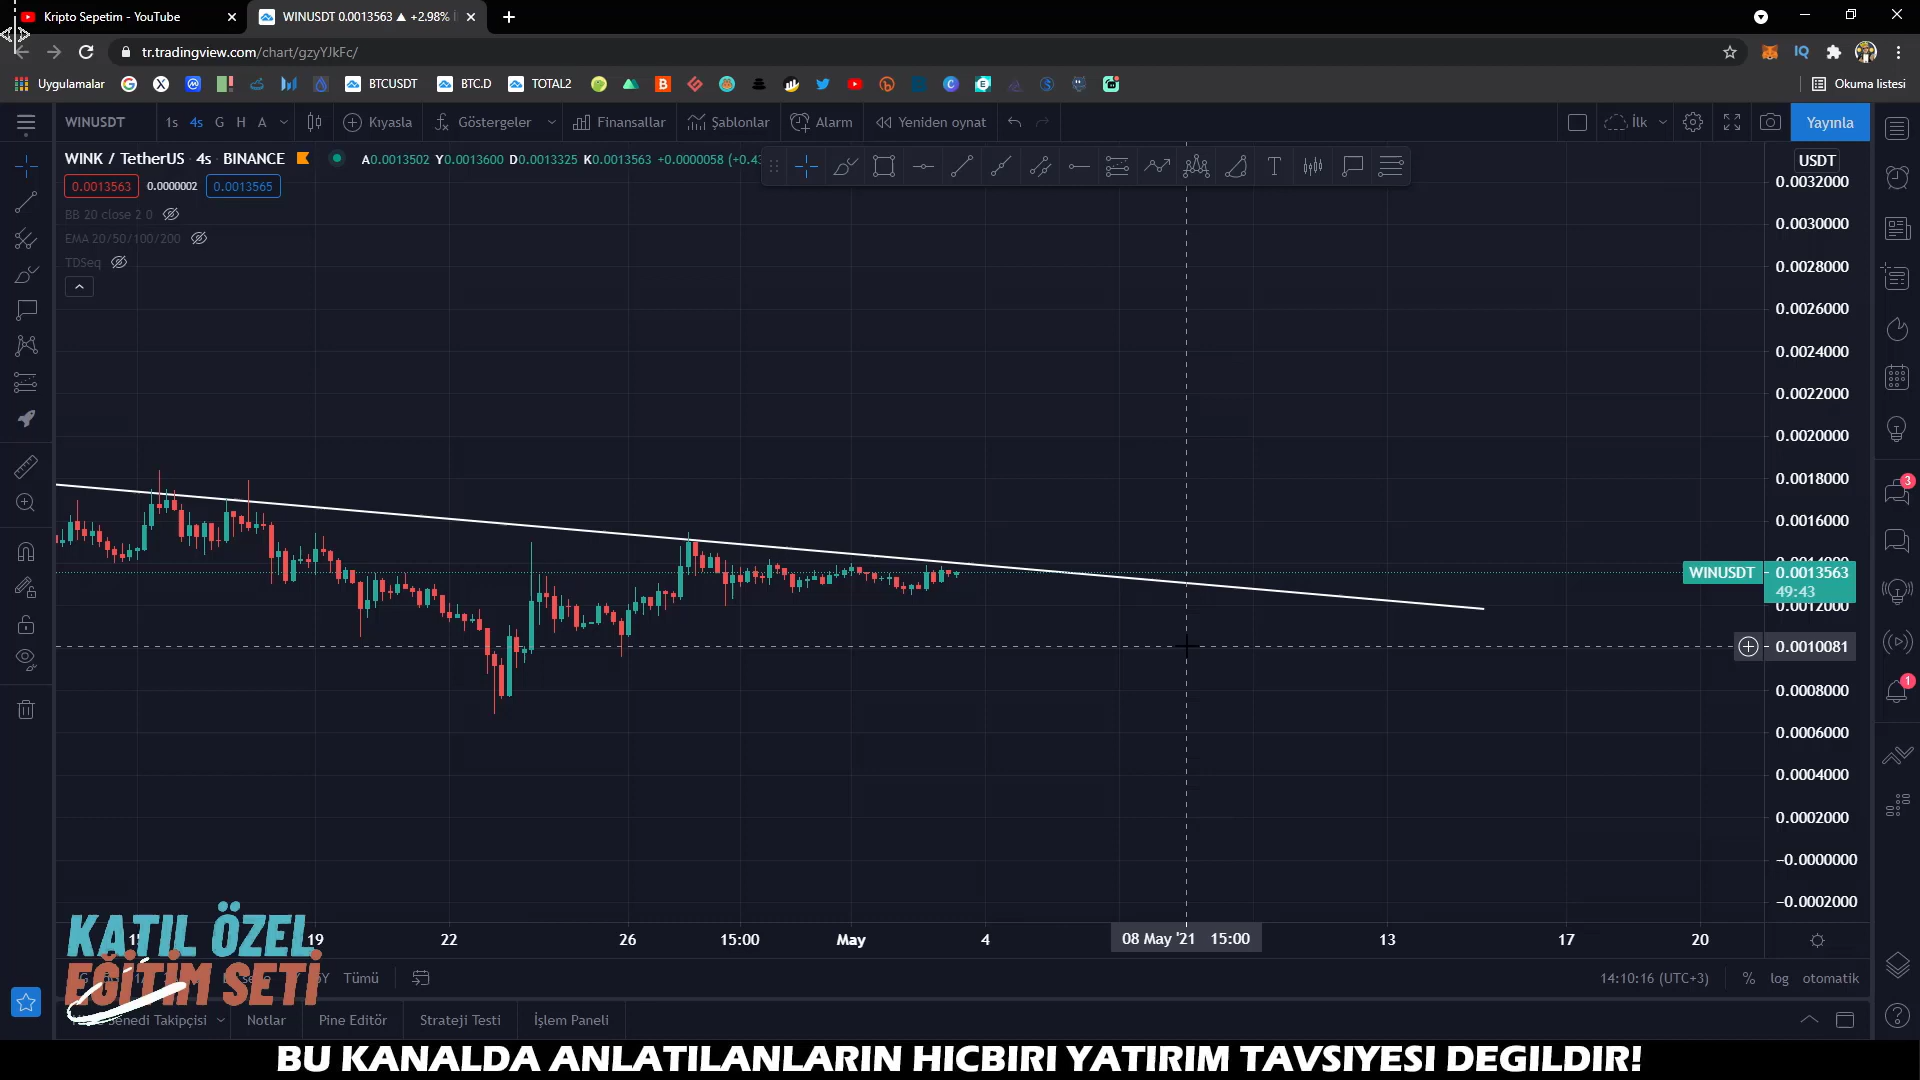 Kripto Sepetim - YouTube
WINUSDT 0.0013563 ▲ +2.98%
tr.tradingview.com/chart/gzyYJkFc/
Uygulamalar
BTCUSDT
BTC.D
TOTAL2
Okuma listesi
WINUSDT
1s 4s G H A
Kıyasla
Göstergeler
Finansallar
Şablonlar
Alarm
Yeniden oynat
İlk
Yayınla
WINK / TetherUS 4s BINANCE
A0.0013502 Y0.0013600 D0.0013325 K0.0013563 +0.0000058
USDT
0.0013563 0.0000002 0.0013565
BB 20 close 2 0
EMA 20/50/100/200
TDSeq
0.0032000
0.0030000
0.0028000
0.0026000
0.0024000
0.0022000
0.0020000
0.0018000
3
0.0016000
WINUSDT 0.0013563
49:43
0.0012000
0.0010081
1
0.0008000
0.0006000
0.0004000
0.0002000
−0.0000000
−0.0002000
19 22 26 15:00 May 4 08 May '21 15:00 13 17 20
KATIL ÖZEL
EĞİTİM SETİ
Tümü
14:10:16 (UTC+3) % log otomatik
Senedi Takipçisi Notlar Pine Editör Strateji Testi İşlem Paneli
BU KANALDA ANLATILANLARIN HICBIRI YATIRIM TAVSIYESI DEGILDIR!